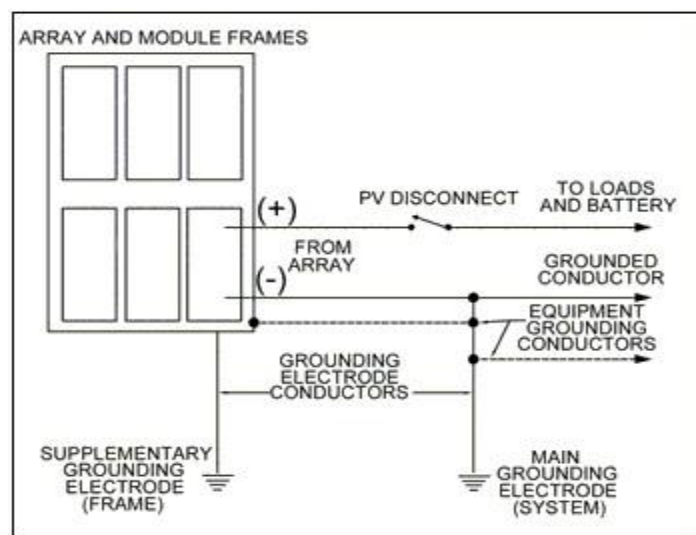 ARRAY AND MODULE FRAMES
(+)
PV DISCONNECT
TO LOADS
AND BATTERY
FROM
ARRAY
(-)
GROUNDED
CONDUCTOR
EQUIPMENT
GROUNDING
CONDUCTORS
GROUNDING
ELECTRODE
CONDUCTORS
SUPPLEMENTARY
GROUNDING
ELECTRODE
(FRAME)
MAIN
GROUNDING
ELECTRODE
(SYSTEM)